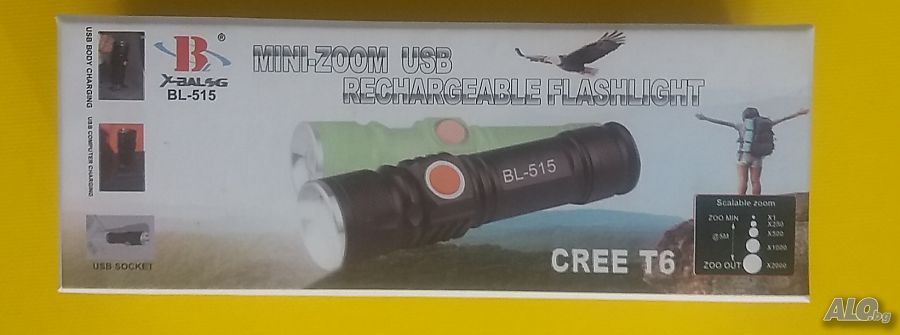 USB BODY CHARGING
USB COMPUTER CHARGING
B
X-BALOG
BL-515
MINI-ZOOM USB
RECHARGEABLE FLASHLIGHT
BL-515
CREE T6
USB SOCKET
Scalable zoom
ZOO MIN
@5M
ZOO OUT
X1
X250
X500
X1000
X2000
ALO.bg